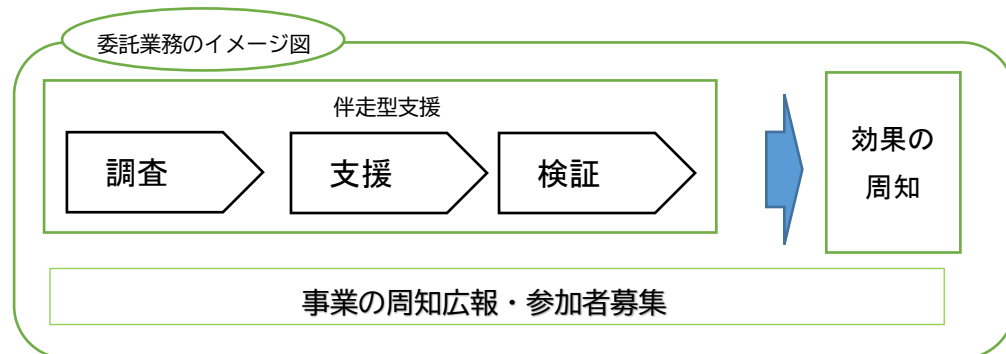 委託業務のイメージ図
伴走型支援
調査
支援
検証
効果の
周知
事業の周知広報・参加者募集